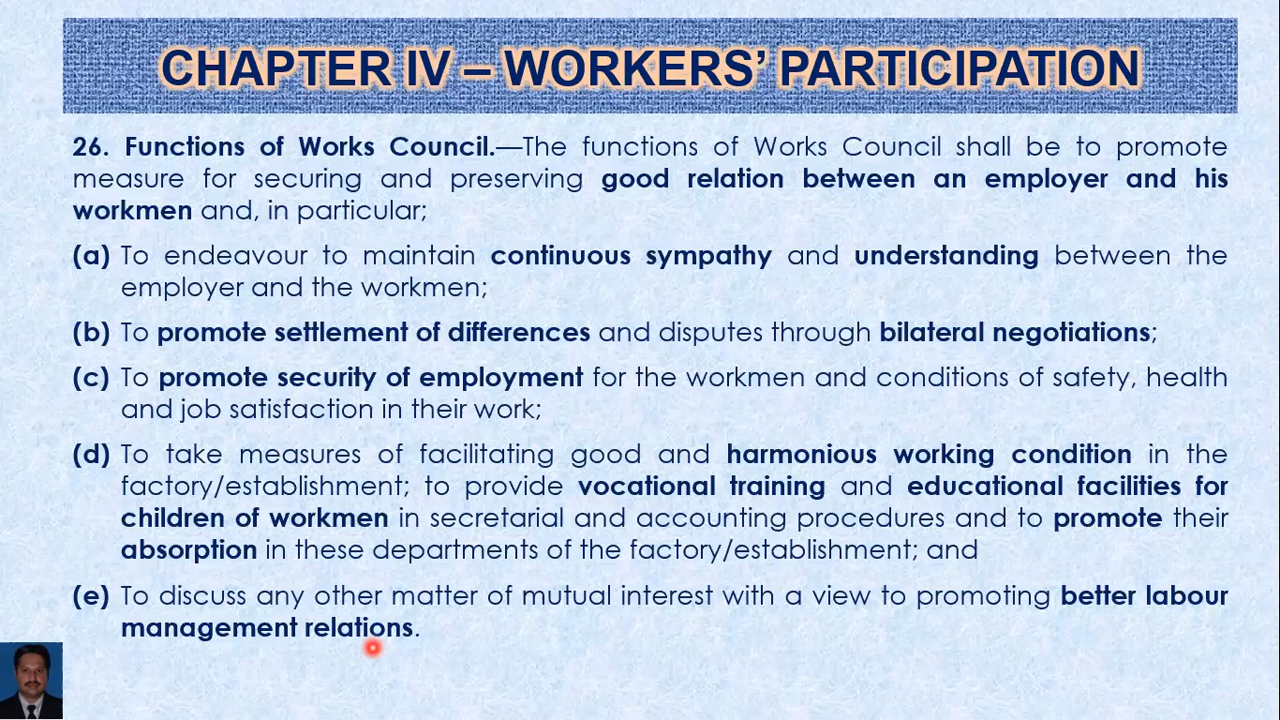 CHAPTER IV – WORKERS’ PARTICIPATION
26. Functions of Works Council.—The functions of Works Council shall be to promote
measure for securing and preserving good relation between an employer and his
workmen and, in particular;
(a) To endeavour to maintain continuous sympathy and understanding between the
employer and the workmen;
(b) To promote settlement of differences and disputes through bilateral negotiations;
(c) To promote security of employment for the workmen and conditions of safety, health
and job satisfaction in their work;
(d) To take measures of facilitating good and harmonious working condition in the
factory/establishment; to provide vocational training and educational facilities for
children of workmen in secretarial and accounting procedures and to promote their
absorption in these departments of the factory/establishment; and
(e) To discuss any other matter of mutual interest with a view to promoting better labour
management relations.